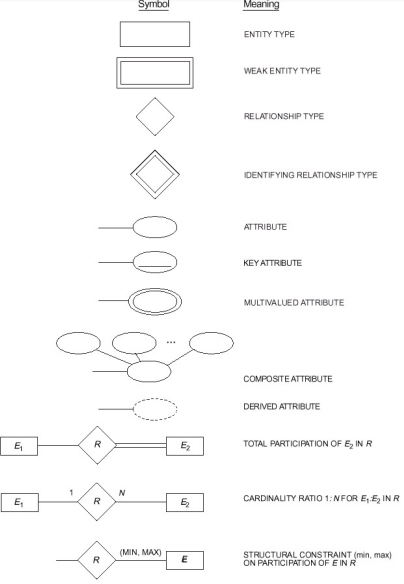 Symbol Meaning
ENTITY TYPE
WEAK ENTITY TYPE
RELATIONSHIP TYPE
IDENTIFYING RELATIONSHIP TYPE
ATTRIBUTE
KEY ATTRIBUTE
MULTIVALUED ATTRIBUTE
...
COMPOSITE ATTRIBUTE
DERIVED ATTRIBUTE
E1 R E2 TOTAL PARTICIPATION OF E2 IN R
1 N
E1 R E2 CARDINALITY RATIO 1:N FOR E1:E2 IN R
R (MIN, MAX) E STRUCTURAL CONSTRAINT (min, max)
ON PARTICIPATION OF E IN R